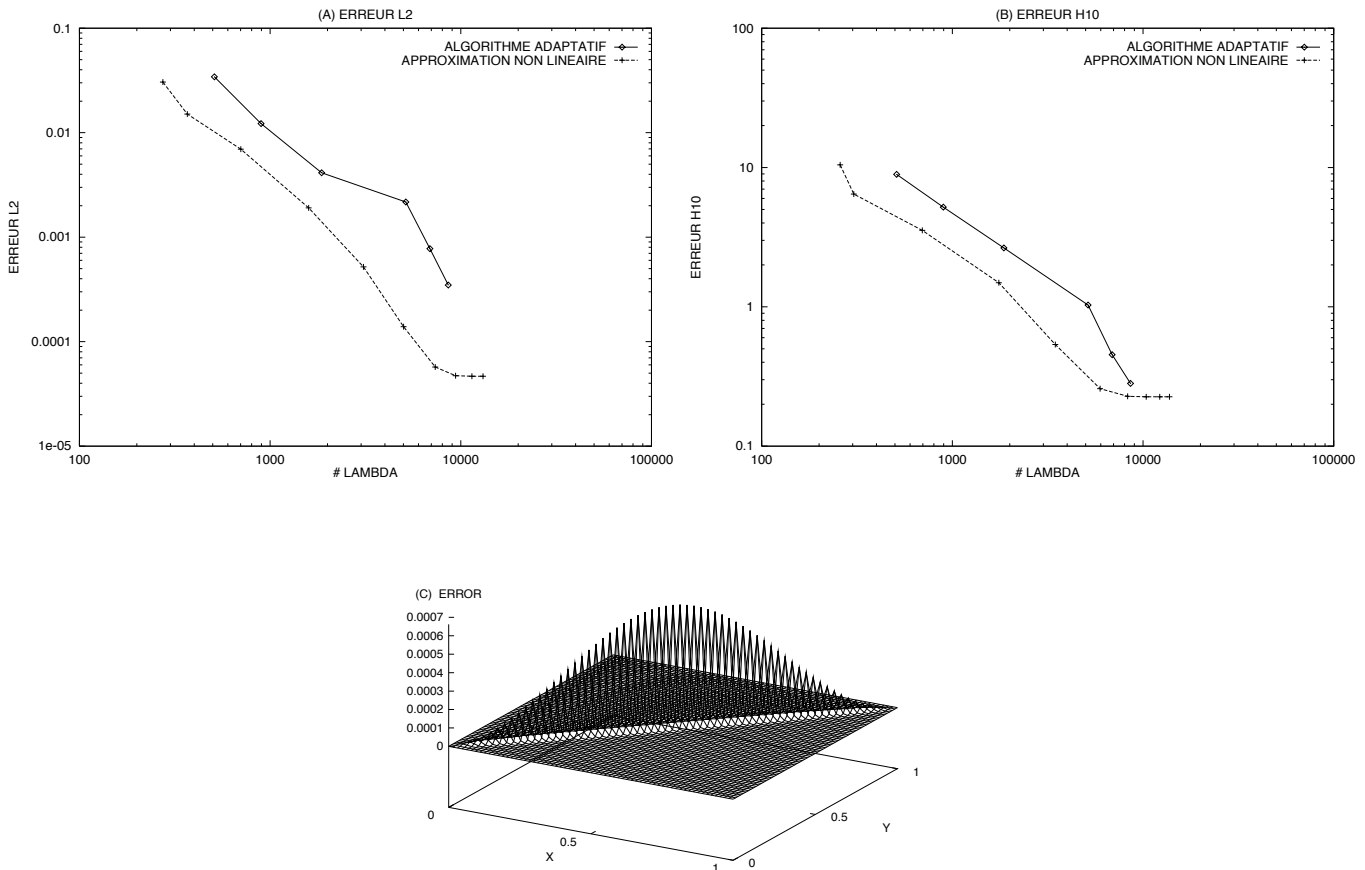 (A) ERREUR L2
ALGORITHME ADAPTATIF
APPROXIMATION NON LINEAIRE
0.1
0.01
0.001
0.0001
1e-05
ERREUR L2
100
1000
10000
100000
# LAMBDA
(B) ERREUR H10
ALGORITHME ADAPTATIF
APPROXIMATION NON LINEAIRE
100
10
1
0.1
ERREUR H10
100
1000
10000
100000
# LAMBDA
(C) ERROR
0.0007
0.0006
0.0005
0.0004
0.0003
0.0002
0.0001
0
0
0.5
1
X
0
0.5
1
Y